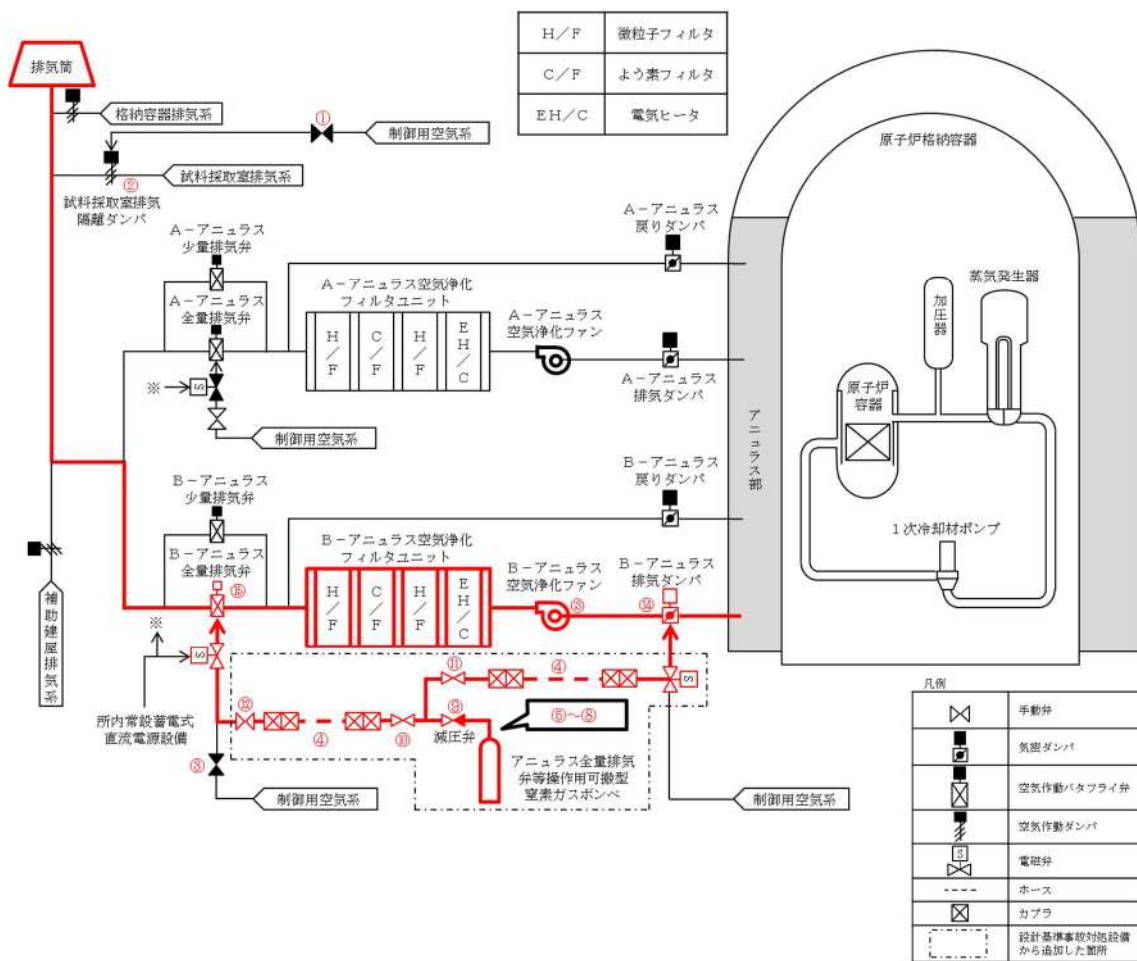 H/F 微粒子フィルタ
C/F よう素フィルタ
EH/C 電気ヒータ
排気筒
格納容器排気系
①
制御用空気系
②
試料採取室排気系
試料採取室排気
隔離ダンパ
原子炉格納容器
A-アニュラス
少量排気弁
A-アニュラス
全量排気弁
A-アニュラス空気浄化
フィルタユニット
H/F
C/F
H/F
EH/C
A-アニュラス
空気浄化ファン
A-アニュラス
戻りダンパ
A-アニュラス
排気ダンパ
※
S
制御用空気系
蒸気発生器
加圧器
原子炉
容器
アニュラス部
1次冷却材ポンプ
B-アニュラス
少量排気弁
B-アニュラス
全量排気弁
⑮
B-アニュラス空気浄化
フィルタユニット
H/F
C/F
H/F
EH/C
B-アニュラス
空気浄化ファン
⑬
B-アニュラス
戻りダンパ
B-アニュラス
排気ダンパ
⑭
補助建屋排気系
※
S
所内常設蓄電式
直流電源設備
③
制御用空気系
⑫
④
⑩
⑪
④
⑨
減圧弁
⑥~⑧
S
アニュラス全量排気
弁等操作用可搬型
窒素ガスボンベ
制御用空気系
凡例
手動弁
気密ダンパ
空気作動バタフライ弁
空気作動ダンパ
S 電磁弁
ホース
カプラ
設計基準事故対処設備
から追加した箇所